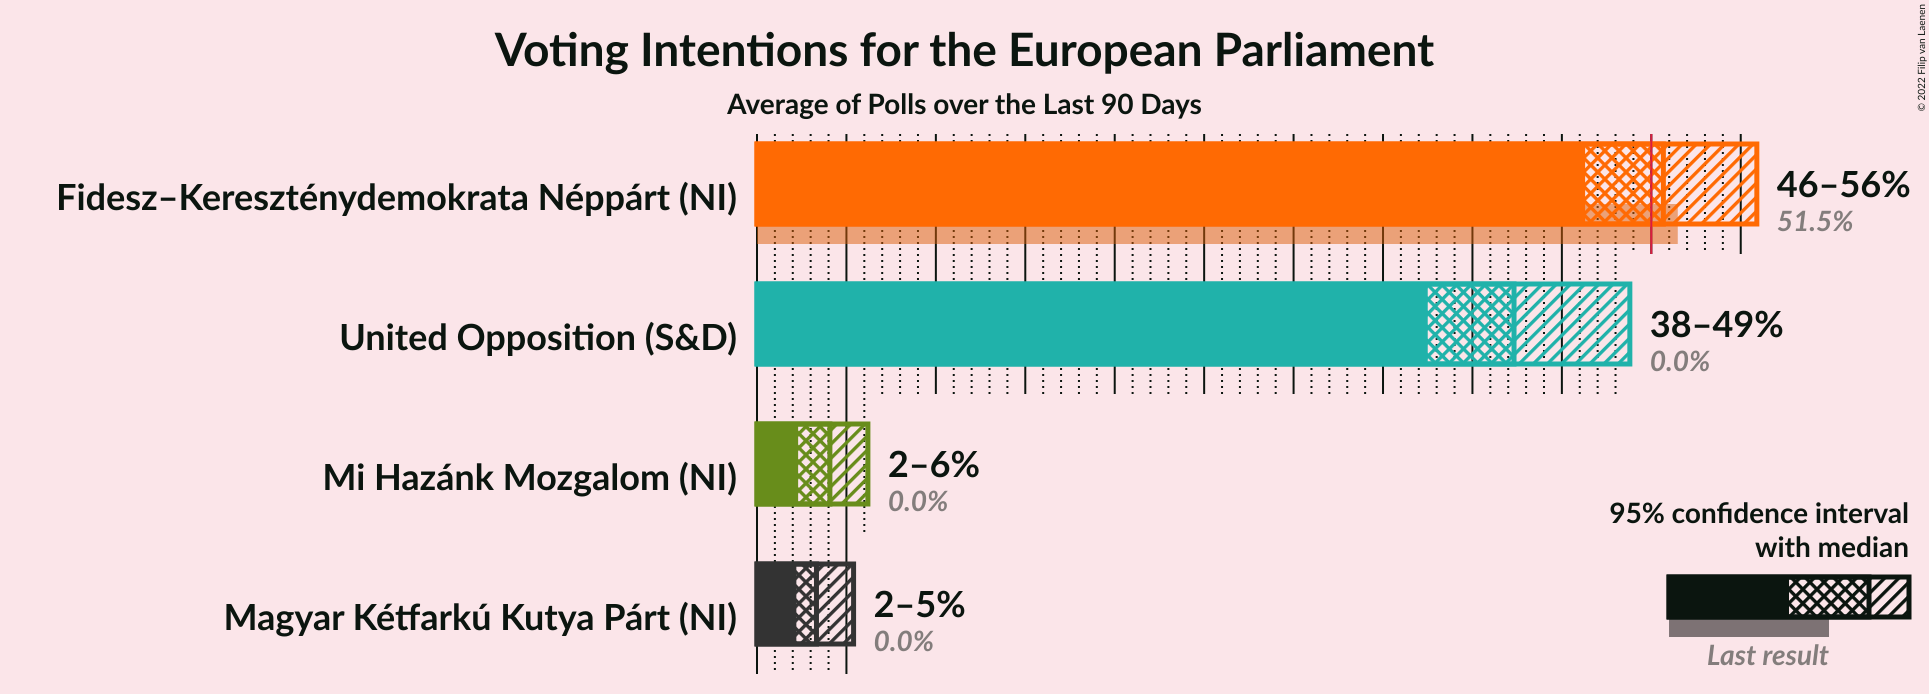 Voting Intentions for the European Parliament
Average of Polls over the Last 90 Days
© 2022 Filip van Laenen
Fidesz–Kereszténydemokrata Néppárt (NI)
46–56%
51.5%
United Opposition (S&D)
38–49%
0.0%
Mi Hazánk Mozgalom (NI)
2–6%
0.0%
Magyar Kétfarkú Kutya Párt (NI)
2–5%
0.0%
95% confidence interval
with median
Last result